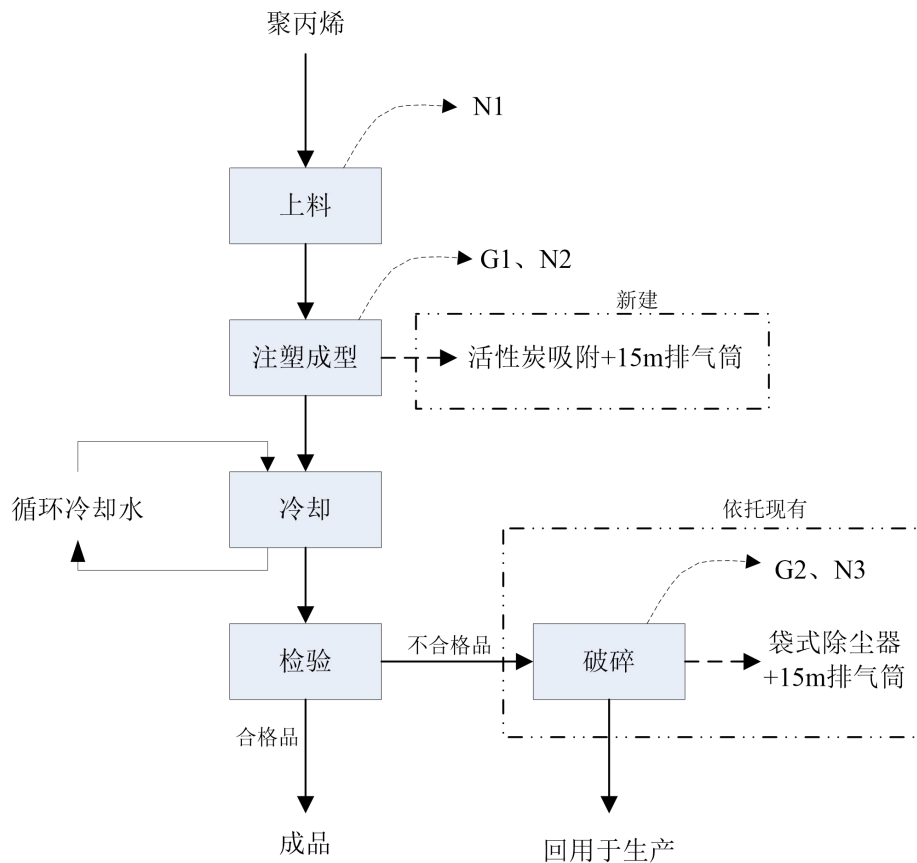 聚丙烯
N1
上料
G1、N2
新建
注塑成型
活性炭吸附+15m排气筒
循环冷却水
冷却
依托现有
G2、N3
检验
不合格品
破碎
袋式除尘器
+15m排气筒
合格品
成品
回用于生产